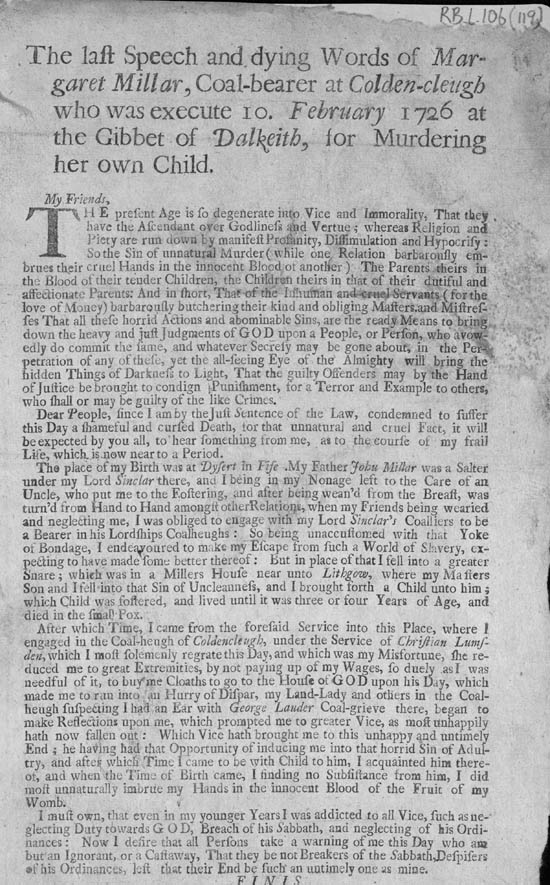 RB.L.106(119)
The laſt Speech and dying Words of Mar-
garet Millar, Coal-bearer at Colden-cleugh
who was execute 10. February 1726 at
the Gibbet of Dalkeith, for Murdering
her own Child.
My Friends,
THE preſent Age is ſo degenerate into Vice and Immorality, That they
have the Aſcendant over Godlineſs and Vertue; whereas Religion and
Piety are run down by manifeſt Profanity, Diſſimulation and Hypocriſy:
So the Sin of unnatural Murder (while one Relation barbarouſly em-
brues their cruel Hands in the innocent Blood of another) The Parents theirs in
the Blood of their tender Children, the Children theirs in that of their dutiful and
affectionate Parents: And in ſhort, That of the Inhuman and cruel Servants (for the
love of Money) barbarouſly butchering their kind and obliging Maſters and Miſtreſ-
ſes That all theſe horrid Actions and abominable Sins, are the ready Means to bring
down the heavy and juſt Judgments of GOD upon a People, or Perſon, who avow-
edly do commit the ſame, and whatever Secreſy may be gone about, in the Per-
petration of any of theſe, yet the all-ſeeing Eye of the Almighty will bring the
hidden Things of Darkneſs to Light, That the guilty Offenders may by the Hand
of Juſtice be brought to condign Puniſhment, for a Terror and Example to others,
who ſhall or may be guilty of the like Crimes.
Dear People, ſince I am by the Juſt Sentence of the Law, condemned to ſuffer
this Day a ſhameful and curſed Death, for that unnatural and cruel Fact, it will
be expected by you all, to hear ſomething from me, as to the courſe of my frail
Life, which is now near to a Period.
The place of my Birth was at Dyſert in Fife. My Father John Millar was a Salter
under my Lord Sinclar there, and I being in my Nonage left to the Care of an
Uncle, who put me to the Foſtering, and after being wean'd from the Breaſt, was
turn'd from Hand to Hand amongſt other Relations, when my Friends being wearied
and neglecting me, I was obliged to engage with my Lord Sinclar's Coalliers to be
a Bearer in his Lordſhips Coalheughs: So being unaccuſtomed with that Yoke
of Bondage, I endeavoured to make my Eſcape from ſuch a World of Slavery, ex-
pecting to have made ſome better thereof: But in place of that I fell into a greater
Snare; which was in a Millers Houſe near unto Lithgow, where my Maſters
Son and I fell into that Sin of Uncleanneſs, and I brought forth a Child unto him;
which Child was foſtered, and lived until it was three or four Years of Age, and
died in the ſmall Pox.
After which Time, I came from the foreſaid Service into this Place, where I
engaged in the Coal-heugh of Coldencleugh, under the Service of Chriſtian Lumſ-
den, which I moſt ſolemnly regrate this Day, and which was my Misfortune, ſhe re-
duced me to great Extremities, by not paying up of my Wages, ſo duely as I was
needful of it, to buy me Cloaths to go to the Houſe of GOD upon his Day, which
made me to run into an Hurry of Diſpar, my Land-Lady and others in the Coal-
heugh ſuſpecting I had an Ear with George Lauder Coal-grieve there, began to
make Reflections upon me, which prompted me to greater Vice, as moſt unhappily
hath now fallen out: Which Vice hath brought me to this unhappy and untimely
End; he having had that Opportunity of inducing me into that horrid Sin of Adul-
try, and after which Time I came to be with Child to him, I acquainted him there-
of, and when the Time of Birth came, I finding no Subſiſtance from him, I did
moſt unnaturally imbrute my Hands in the innocent Blood of the Fruit of my
Womb.
I muſt own, that even in my younger Years I was addicted to all Vice, ſuch as ne-
glecting Duty towards GOD, Breach of his Sabbath, and neglecting of his Ordi-
nances: Now I deſire that all Perſons take a warning of me this Day who am
but an Ignorant, or a Caſtaway, That they be not Breakers of the Sabbath, Deſpiſers
of his Ordinances, leſt that their End be ſuch an untimely one as mine.
FINIS